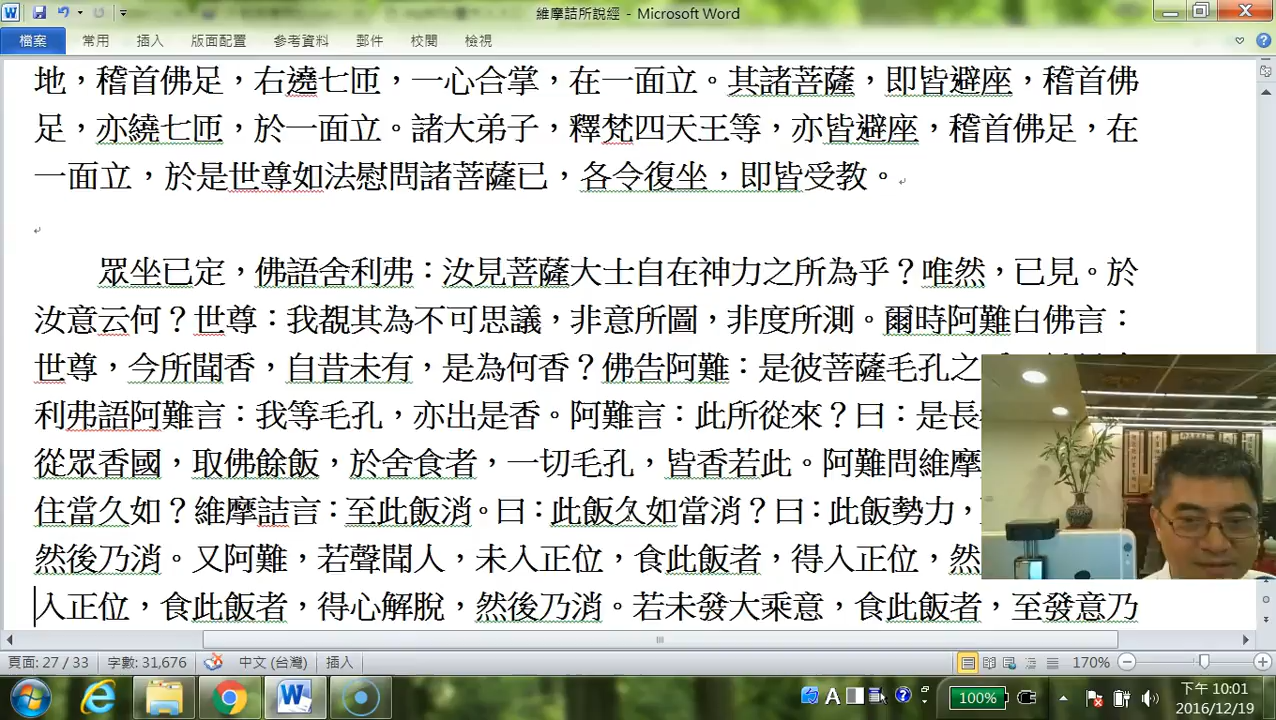 維摩詰所說經 - Microsoft Word
檔案 常用 插入 版面配置 參考資料 郵件 校閱 檢視
地，稽首佛足，右遶七匝，一心合掌，在一面立。其諸菩薩，即皆避座，稽首佛
足，亦繞七匝，於一面立。諸大弟子，釋梵四天王等，亦皆避座，稽首佛足，在
一面立，於是世尊如法慰問諸菩薩已，各令復坐，即皆受教。
眾坐已定，佛語舍利弗：汝見菩薩大士自在神力之所為乎？唯然，已見。於
汝意云何？世尊：我覩其為不可思議，非意所圖，非度所測。爾時阿難白佛言：
世尊，今所聞香，自昔未有，是為何香？佛告阿難：是彼菩薩毛孔之
利弗語阿難言：我等毛孔，亦出是香。阿難言：此所從來？曰：是長
從眾香國，取佛餘飯，於舍食者，一切毛孔，皆香若此。阿難問維摩
住當久如？維摩詰言：至此飯消。曰：此飯久如當消？曰：此飯勢力，
然後乃消。又阿難，若聲聞人，未入正位，食此飯者，得入正位，然
入正位，食此飯者，得心解脫，然後乃消。若未發大乘意，食此飯者，至發意乃
頁面: 27 / 33 字數: 31,676 中文 (台灣) 插入 170%
100% 下午 10:01
2016/12/19